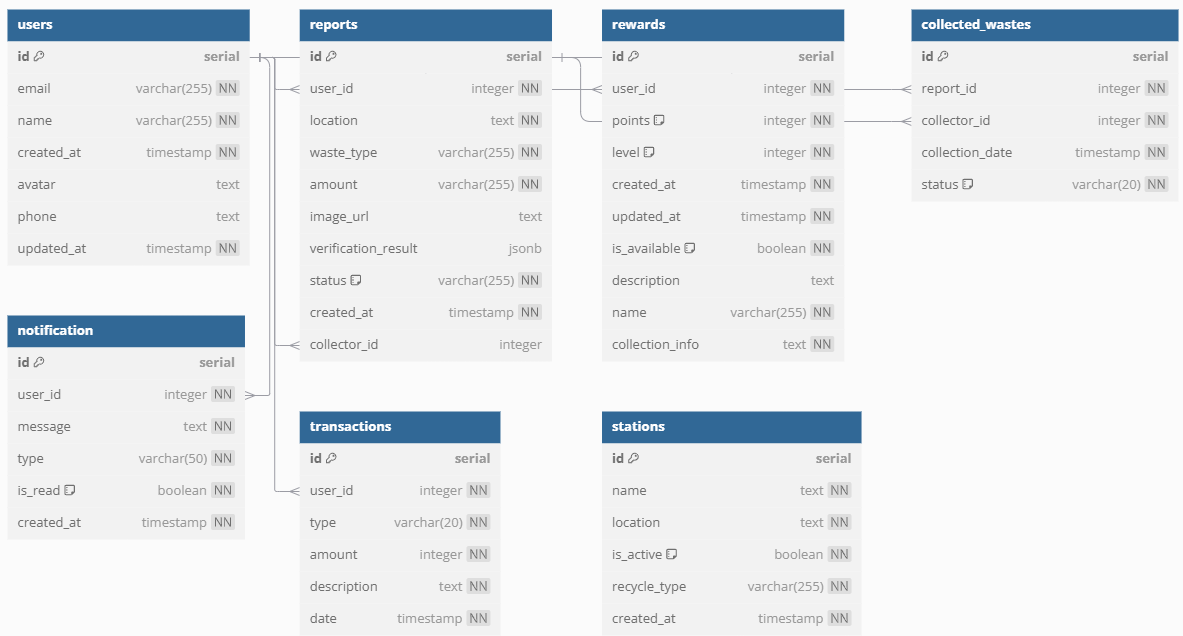 users
id serial
email varchar(255) NN
name varchar(255) NN
created_at timestamp NN
avatar text
phone text
updated_at timestamp NN
reports
id serial
user_id integer NN
location text NN
waste_type varchar(255) NN
amount varchar(255) NN
image_url text
verification_result jsonb
status varchar(255) NN
created_at timestamp NN
collector_id integer
rewards
id serial
user_id integer NN
points integer NN
level integer NN
created_at timestamp NN
updated_at timestamp NN
is_available boolean NN
description text
name varchar(255) NN
collection_info text NN
collected_wastes
id serial
report_id integer NN
collector_id integer NN
collection_date timestamp NN
status varchar(20) NN
notification
id serial
user_id integer NN
message text NN
type varchar(50) NN
is_read boolean NN
created_at timestamp NN
transactions
id serial
user_id integer NN
type varchar(20) NN
amount integer NN
description text NN
date timestamp NN
stations
id serial
name text NN
location text NN
is_active boolean NN
recycle_type varchar(255) NN
created_at timestamp NN